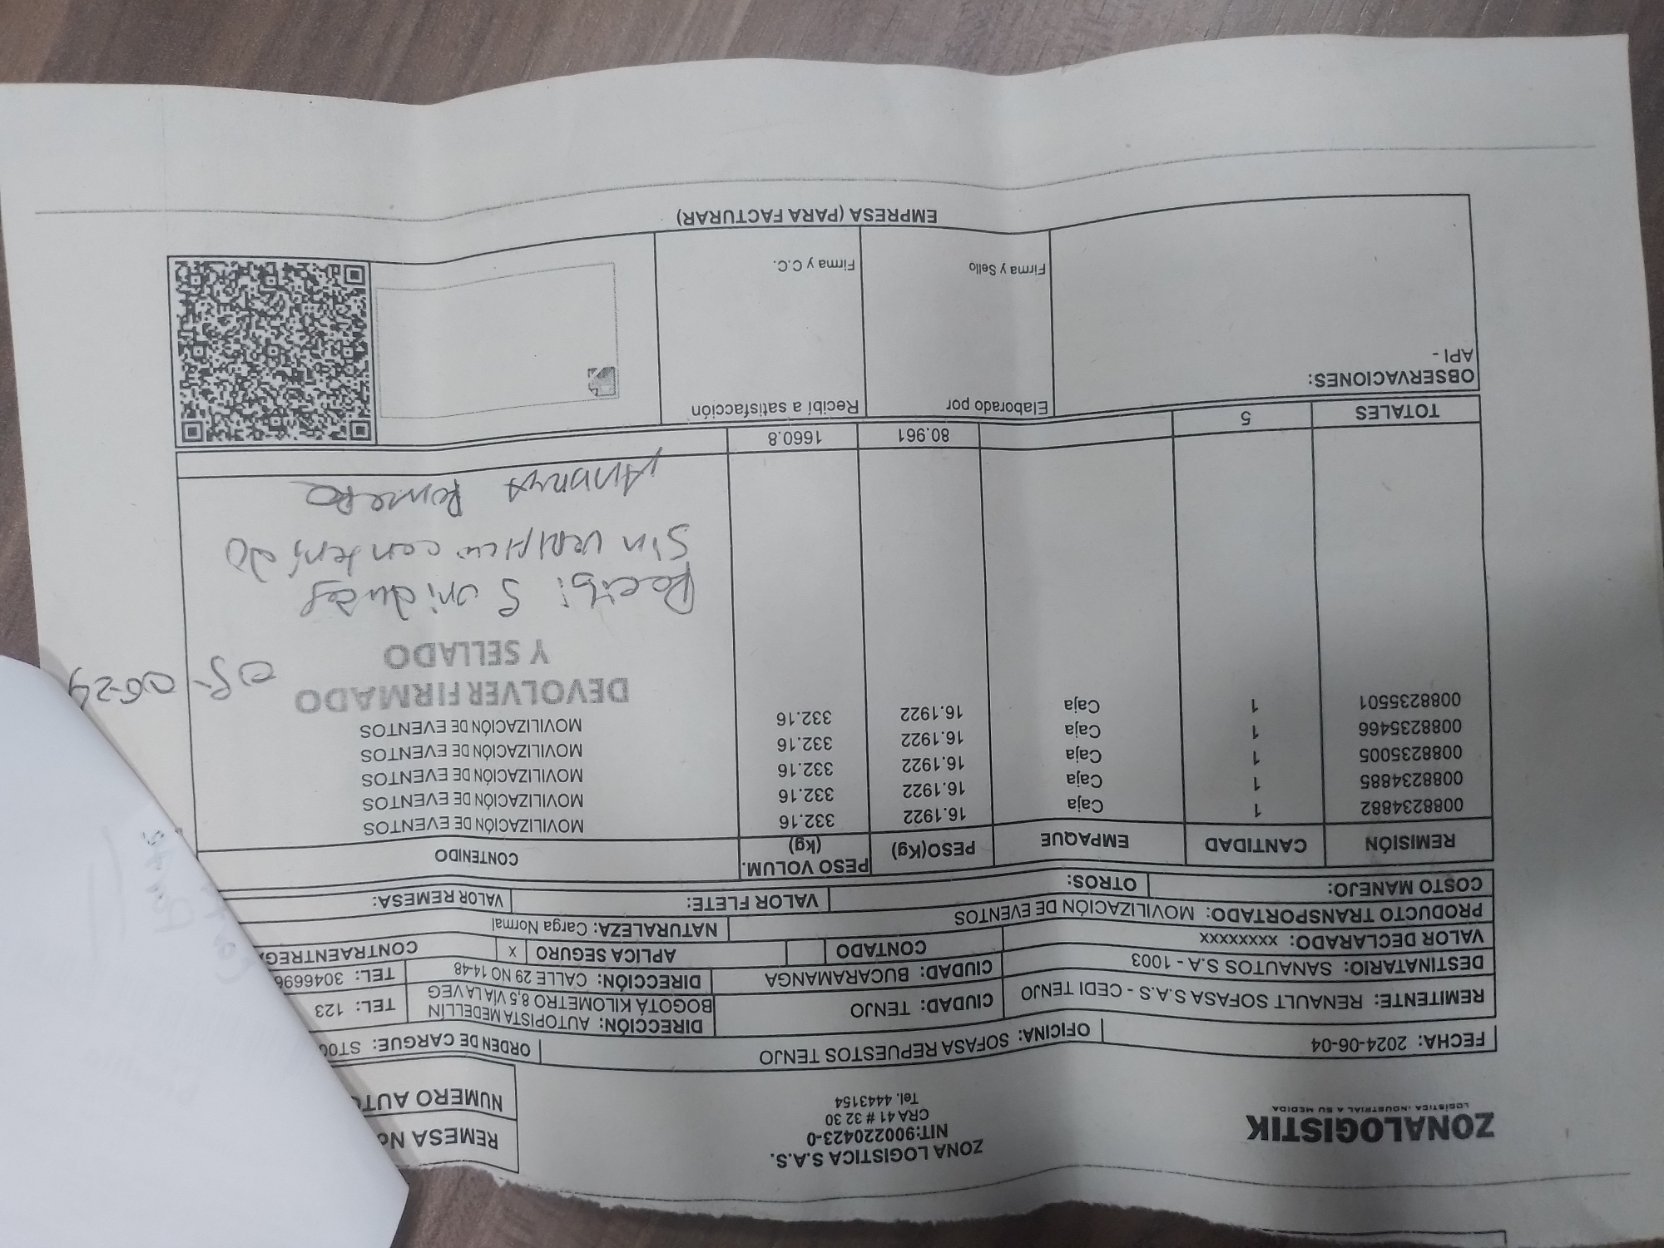 ZONALOGISTIK
LOGÍSTICA INDUSTRIAL A SU MEDIDA
ZONA LOGISTICA S.A.S.
NIT:900220423-0
CRA 41 # 32 30
Tel. 4443154
REMESA No
NUMERO AUTO
FECHA: 2024-06-04
OFICINA: SOFASA REPUESTOS TENJO
ORDEN DE CARGUE: ST00
REMITENTE: RENAULT SOFASA S.A.S - CEDI TENJO
CIUDAD: TENJO
DIRECCIÓN: AUTOPISTA MEDELLÍN
BOGOTÁ KILOMETRO 8,5 VIA LA VEG
TEL: 123
DESTINATARIO: SANAUTOS S.A - 1003
CIUDAD: BUCARAMANGA
DIRECCIÓN: CALLE 29 NO 14-48
TEL: 3046696
VALOR DECLARADO: xxxxxxxx
CONTADO
APLICA SEGURO x
CONTRAENTREGA
PRODUCTO TRANSPORTADO: MOVILIZACIÓN DE EVENTOS
NATURALEZA: Carga Normal
COSTO MANEJO:
OTROS:
VALOR FLETE:
VALOR REMESA:
REMISIÓN CANTIDAD EMPAQUE PESO(Kg) PESO VOLUM. (kg) CONTENIDO
0088234882 1 Caja 16.1922 332.16 MOVILIZACIÓN DE EVENTOS
0088234885 1 Caja 16.1922 332.16 MOVILIZACIÓN DE EVENTOS
0088235005 1 Caja 16.1922 332.16 MOVILIZACIÓN DE EVENTOS
0088235466 1 Caja 16.1922 332.16 MOVILIZACIÓN DE EVENTOS
0088235501 1 Caja 16.1922 332.16 MOVILIZACIÓN DE EVENTOS
DEVOLVER FIRMADO
Y SELLADO
05-06-24
Recibi 5 unidades
Sin verificar contenido
Romero
TOTALES 5 80.961 1660.8
OBSERVACIONES:
API -
Elaborado por
Firma y Sello
Recibí a satisfacción
Firma y C.C.
EMPRESA (PARA FACTURAR)